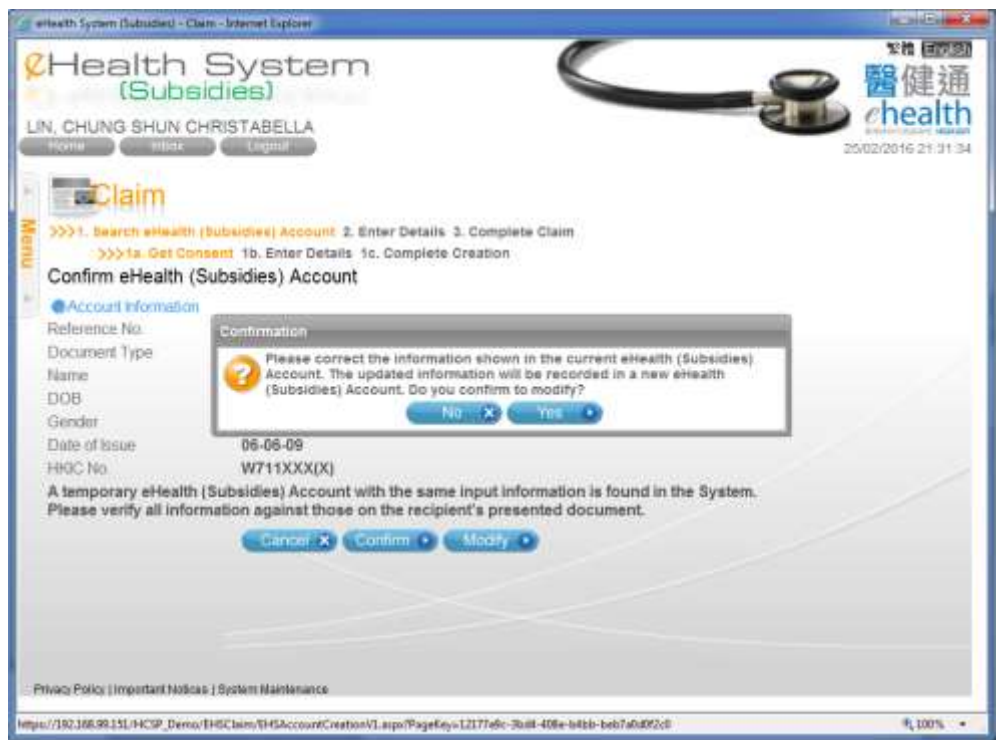 eHealth System (Subsidies) - Claim - Internet Explorer
eHealth System
(Subsidies)
繁體 English
醫健通
ehealth
LIN, CHUNG SHUN CHRISTABELLA
Home Inbox Logout
25/02/2016 21:31:34
Menu
Claim
>>>1. Search eHealth (Subsidies) Account 2. Enter Details 3. Complete Claim
>>>1a. Get Consent 1b. Enter Details 1c. Complete Creation
Confirm eHealth (Subsidies) Account
Account Information
Reference No.
Document Type
Name
DOB
Gender
Confirmation
Please correct the information shown in the current eHealth (Subsidies)
Account. The updated information will be recorded in a new eHealth
(Subsidies) Account. Do you confirm to modify?
No Yes
Date of Issue 06-06-09
HKIC No. W711XXX(X)
A temporary eHealth (Subsidies) Account with the same input information is found in the System.
Please verify all information against those on the recipient's presented document.
Cancel Confirm Modify
Privacy Policy | Important Notices | System Maintenance
100%